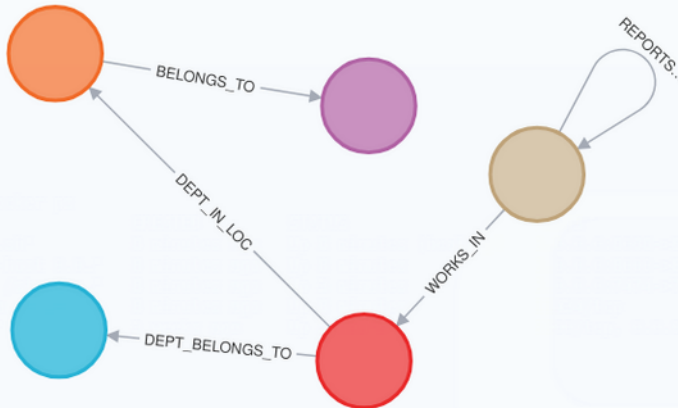 REPORTS..
BELONGS_TO
DEPT_IN_LOC
WORKS_IN
DEPT_BELONGS_TO